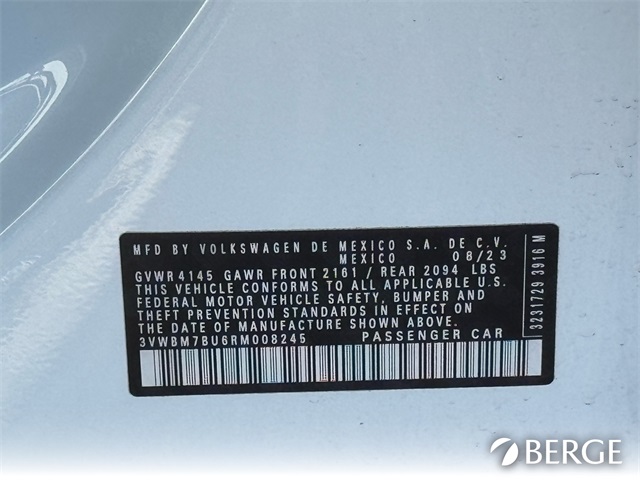 MFD BY VOLKSWAGEN DE MEXICO S.A. DE C.V.
MEXICO 08/23
GVWR 4145 GAWR FRONT 2161 / REAR 2094 LBS
THIS VEHICLE CONFORMS TO ALL APPLICABLE U.S.
FEDERAL MOTOR VEHICLE SAFETY, BUMPER AND
THEFT PREVENTION STANDARDS IN EFFECT ON THE
DATE OF MANUFACTURE SHOWN ABOVE.
3VWBM7BU6RM008245 PASSENGER CAR
3231729 3916 M
BERGE